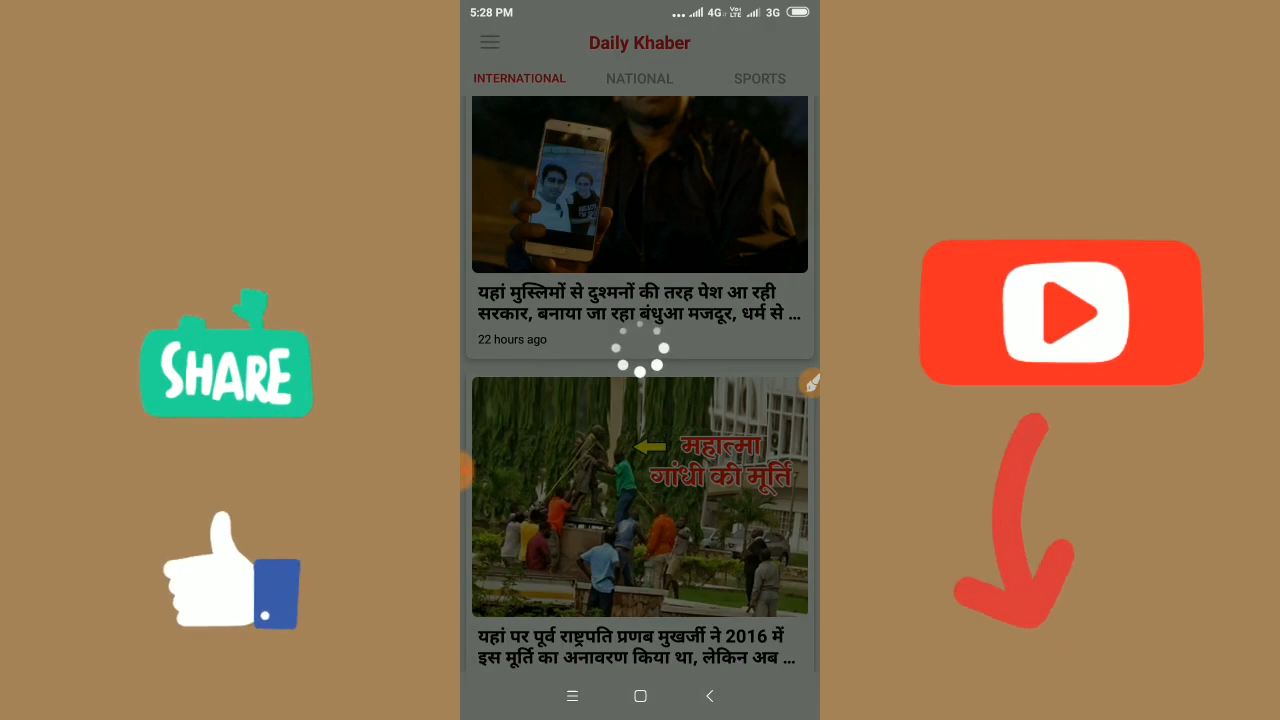 5:28 PM
4G VoLTE 3G
Daily Khaber
INTERNATIONAL NATIONAL SPORTS
यहां मुस्लिमों से दुश्मनों की तरह पेश आ रही
सरकार, बनाया जा रहा बंधुआ मजदूर, धर्म से ...
22 hours ago
SHARE
महात्मा
गांधी की मूर्ति
यहां पर पूर्व राष्ट्रपति प्रणब मुखर्जी ने 2016 में
इस मूर्ति का अनावरण किया था, लेकिन अब ...